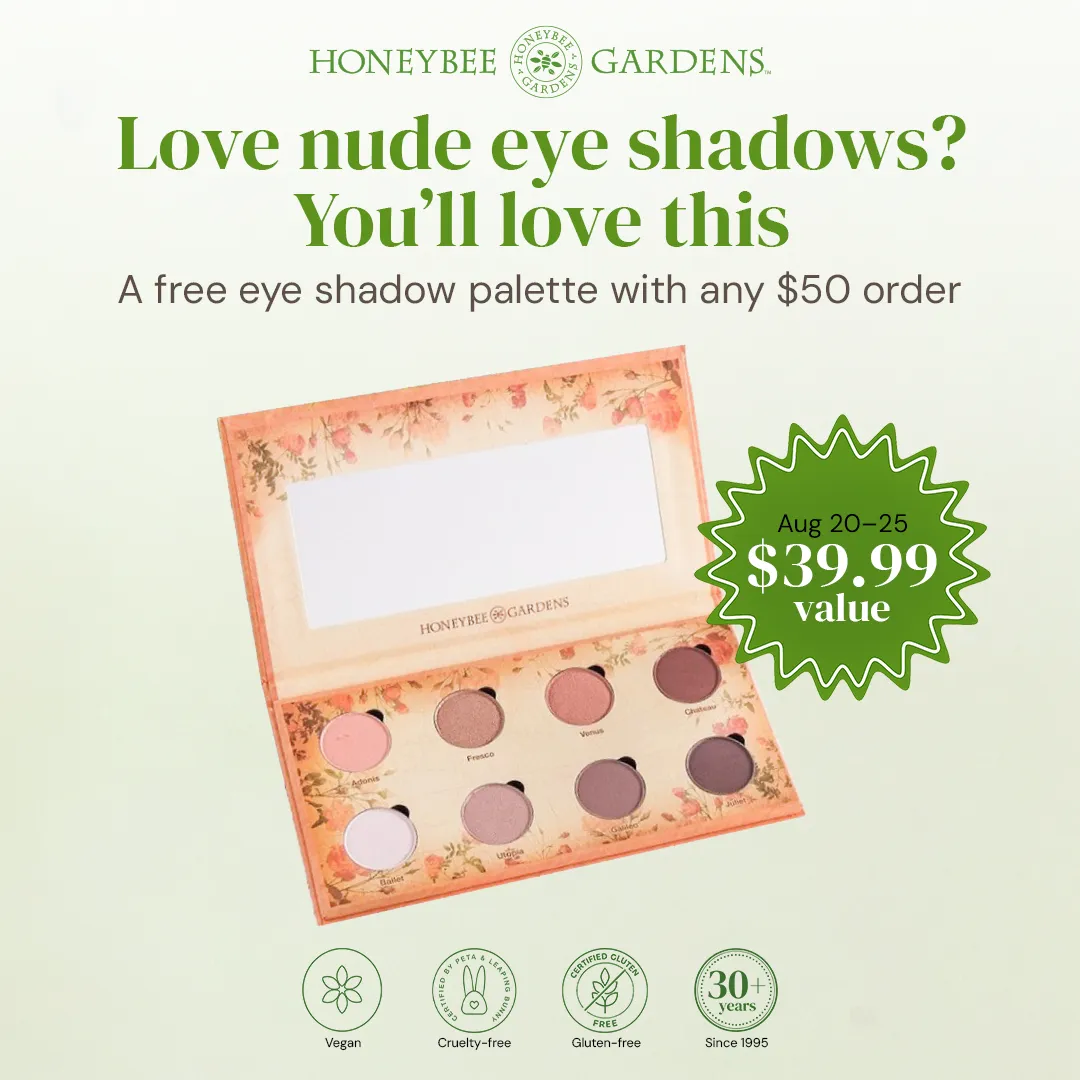 HONEYBEE HONEYBEE GARDENS GARDENS™
Love nude eye shadows?
You'll love this
A free eye shadow palette with any $50 order
Aug 20–25
$39.99
value
HONEYBEE GARDENS
Adonis
Fresco
Venus
Chateau
Ballet
Utopia
Galileo
Juliet
CERTIFIED BY PETA & LEAPING BUNNY
CERTIFIED GLUTEN
FREE
30+
years
Vegan
Cruelty-free
Gluten-free
Since 1995